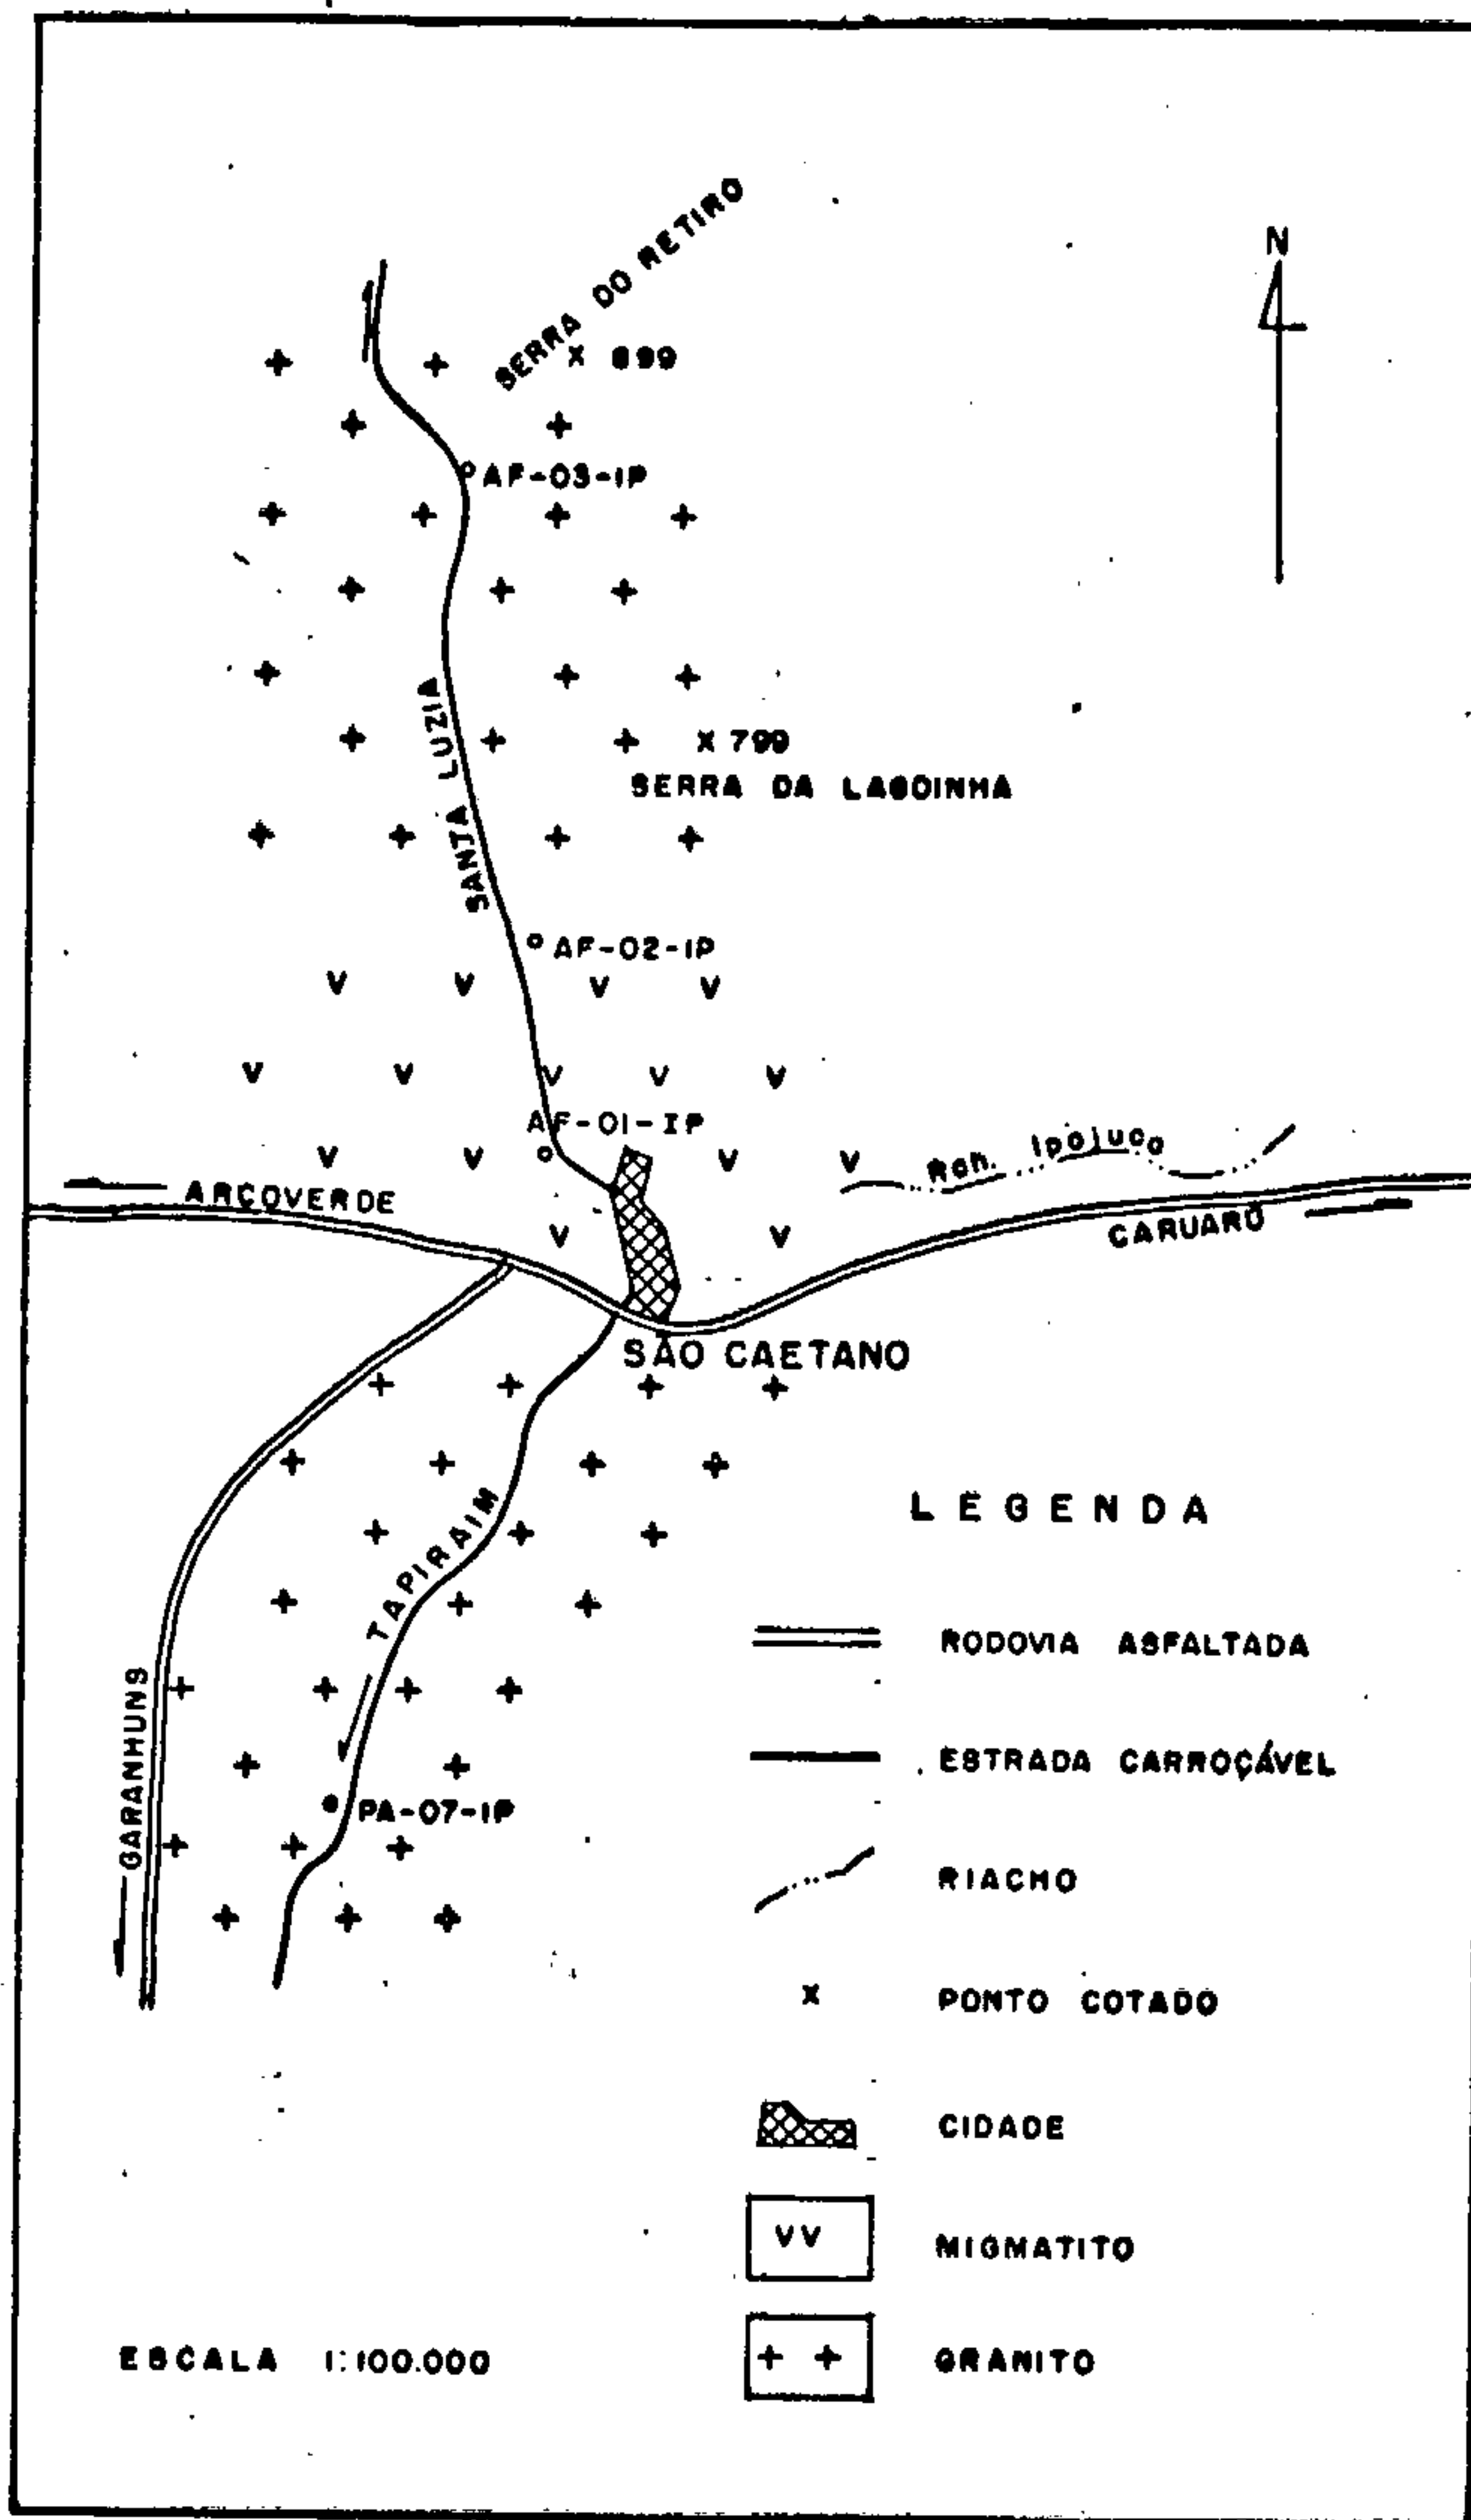 SERRA DO RETIRO
N
x 899
AF-03-IP
SANTA LUZIA
x 799
SERRA DA LAGOINHA
AF-02-IP
AF-01-IP
Rch. Ipojuca
ARCOVERDE
CARUARÚ
SÃO CAETANO
LEGENDA
TAPIRAIM
RODOVIA ASFALTADA
GARANHUNS
ESTRADA CARROÇÁVEL
PA-07-IP
RIACHO
x PONTO COTADO
CIDADE
VV MIGMATITO
ESCALA 1:100.000
+ + GRANITO